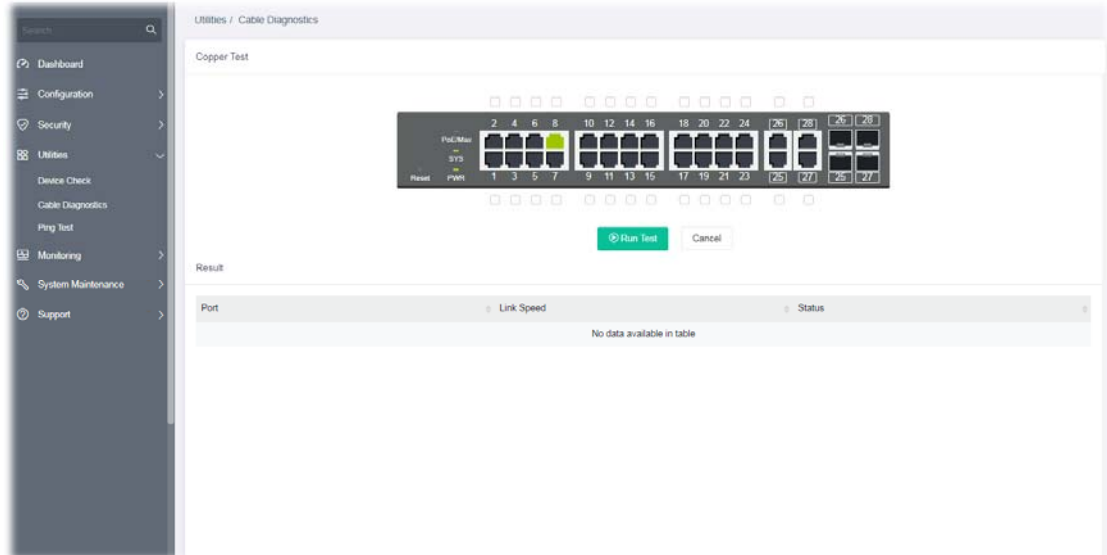 Search
Dashboard
Configuration
Security
Utilities
Device Check
Cable Diagnostics
Ping Test
Monitoring
System Maintenance
Support
Utilities / Cable Diagnostics
Copper Test
2 4 6 8 10 12 14 16 18 20 22 24 26 28 26 28
PoE/Max
SYS
Reset PWR 1 3 5 7 9 11 13 15 17 19 21 23 25 27 25 27
Run Test Cancel
Result
Port Link Speed Status
No data available in table